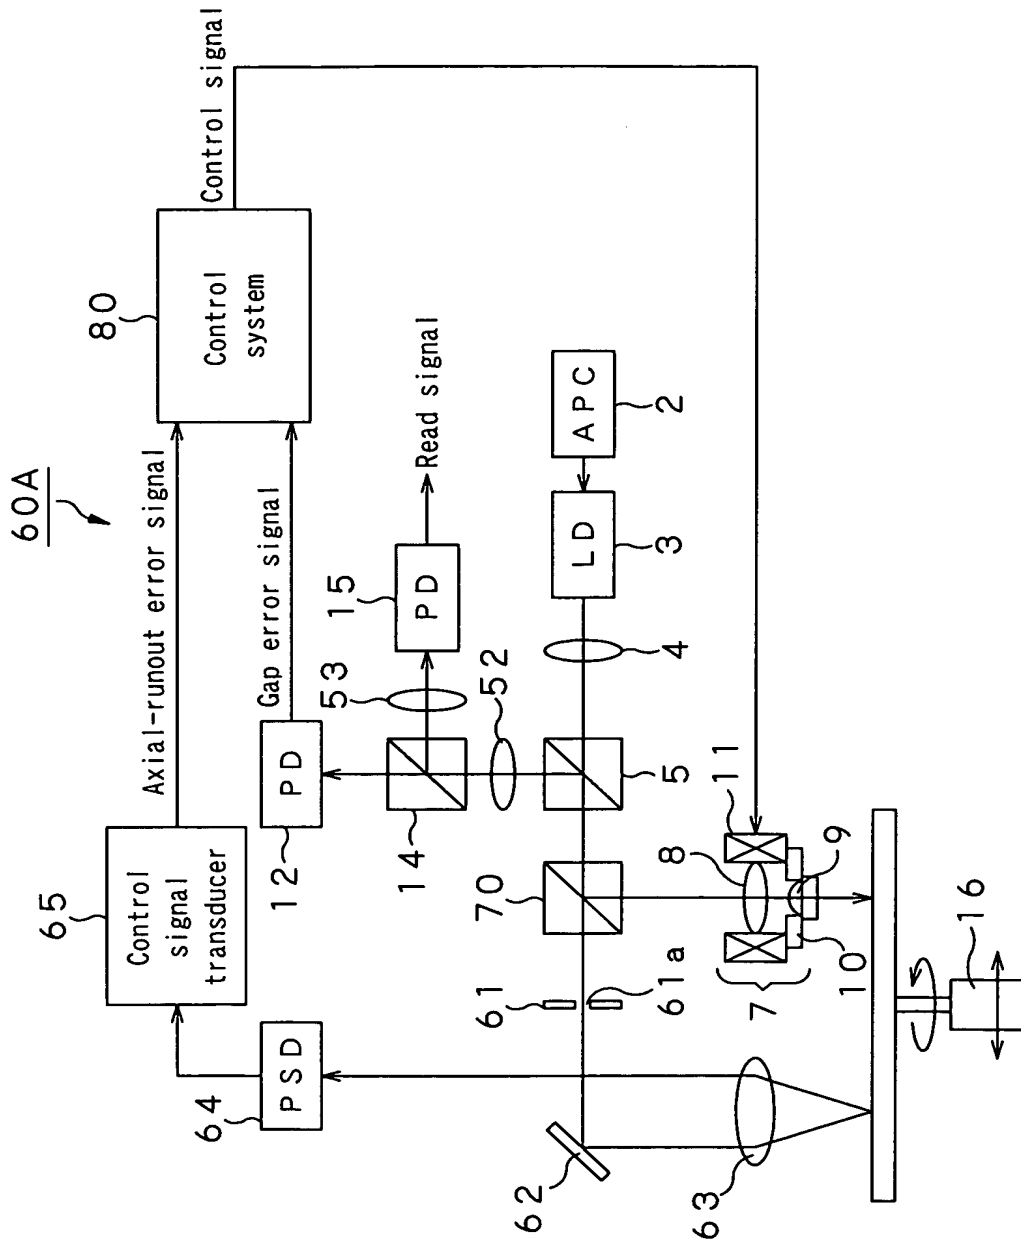 60A
65
Control
signal
transducer
Axial-runout error signal
80
Control
system
Control signal
64
PSD
12
PD
Gap error signal
14
53
15
PD
Read signal
52
62
61
61a
70
5
4
LD
3
APC
2
63
7
8
11
10
9
16